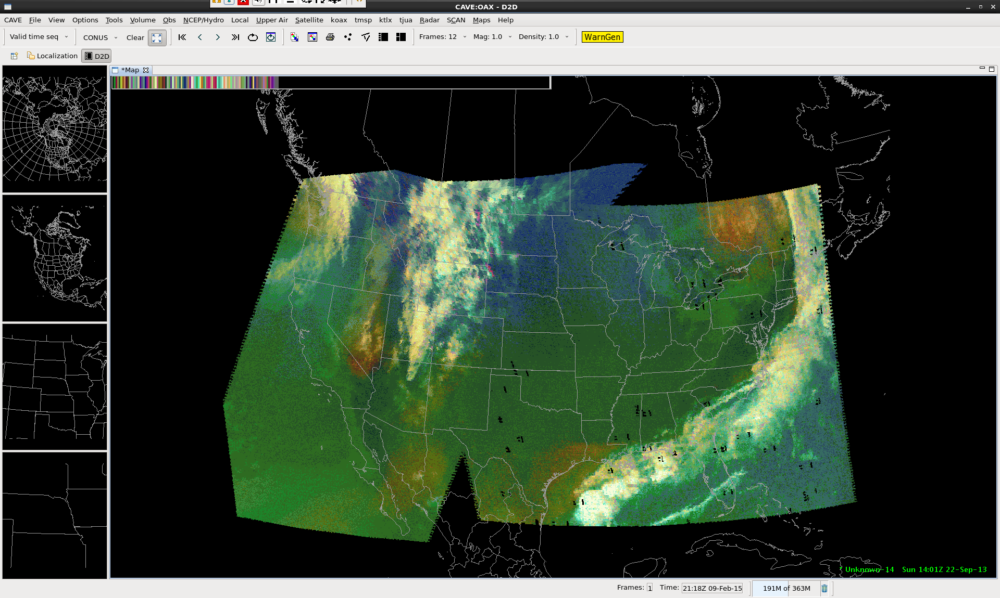 CAVE:OAX - D2D
CAVE File View Options Tools Volume Obs NCEP/Hydro Local Upper Air Satellite koax tmsp ktlx tjua Radar SCAN Maps Help
Valid time seq CONUS Clear Frames: 12 Mag: 1.0 Density: 1.0 WarnGen
Localization D2D
*Map
Unknown-14 Sun 14:01Z 22-Sep-13
Frames: 1 Time: 21:18Z 09-Feb-15 191M of 363M